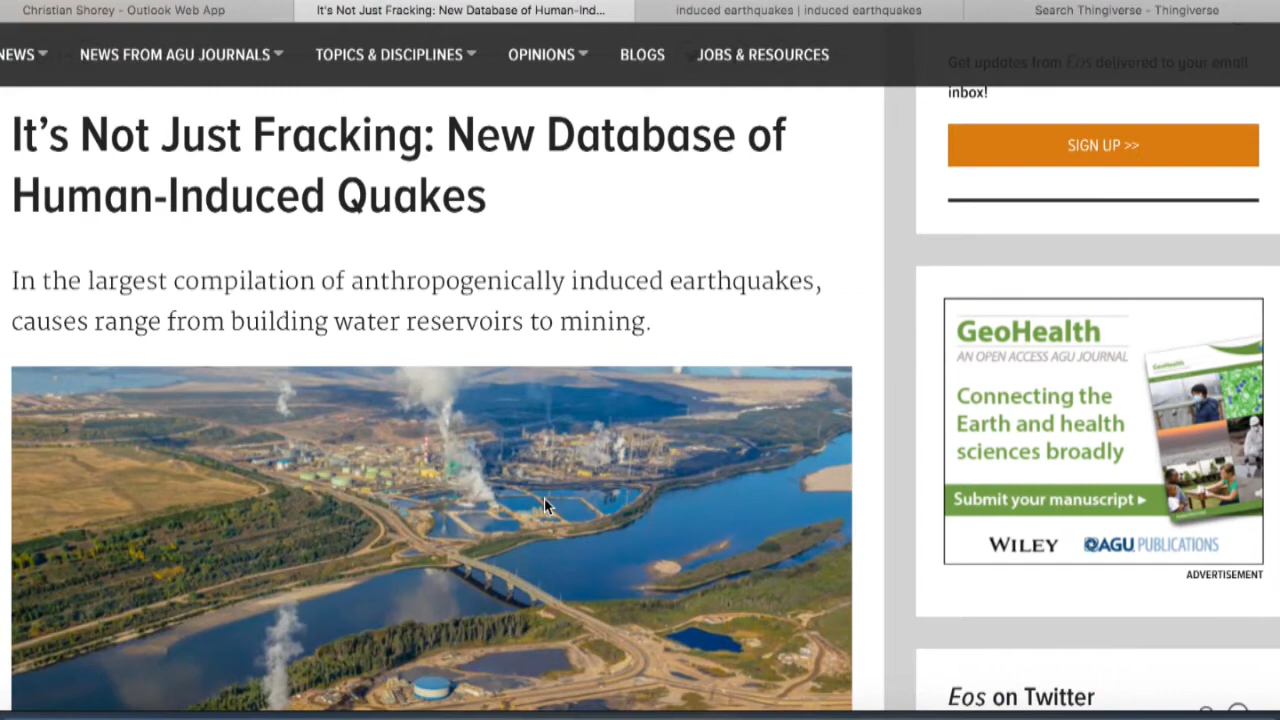 Christian Shorey - Outlook Web App
It's Not Just Fracking: New Database of Human-Ind...
induced earthquakes | induced earthquakes
Search Thingiverse - Thingiverse
NEWS
NEWS FROM AGU JOURNALS
TOPICS & DISCIPLINES
OPINIONS
BLOGS
JOBS & RESOURCES
It's Not Just Fracking: New Database of
Human-Induced Quakes
In the largest compilation of anthropogenically induced earthquakes,
causes range from building water reservoirs to mining.
Get updates from Eos delivered to your email
inbox!
SIGN UP >>
GeoHealth
AN OPEN ACCESS AGU JOURNAL
Connecting the
Earth and health
sciences broadly
GeoHealth
Submit your manuscript ▸
WILEY
AGU PUBLICATIONS
ADVERTISEMENT
Eos on Twitter